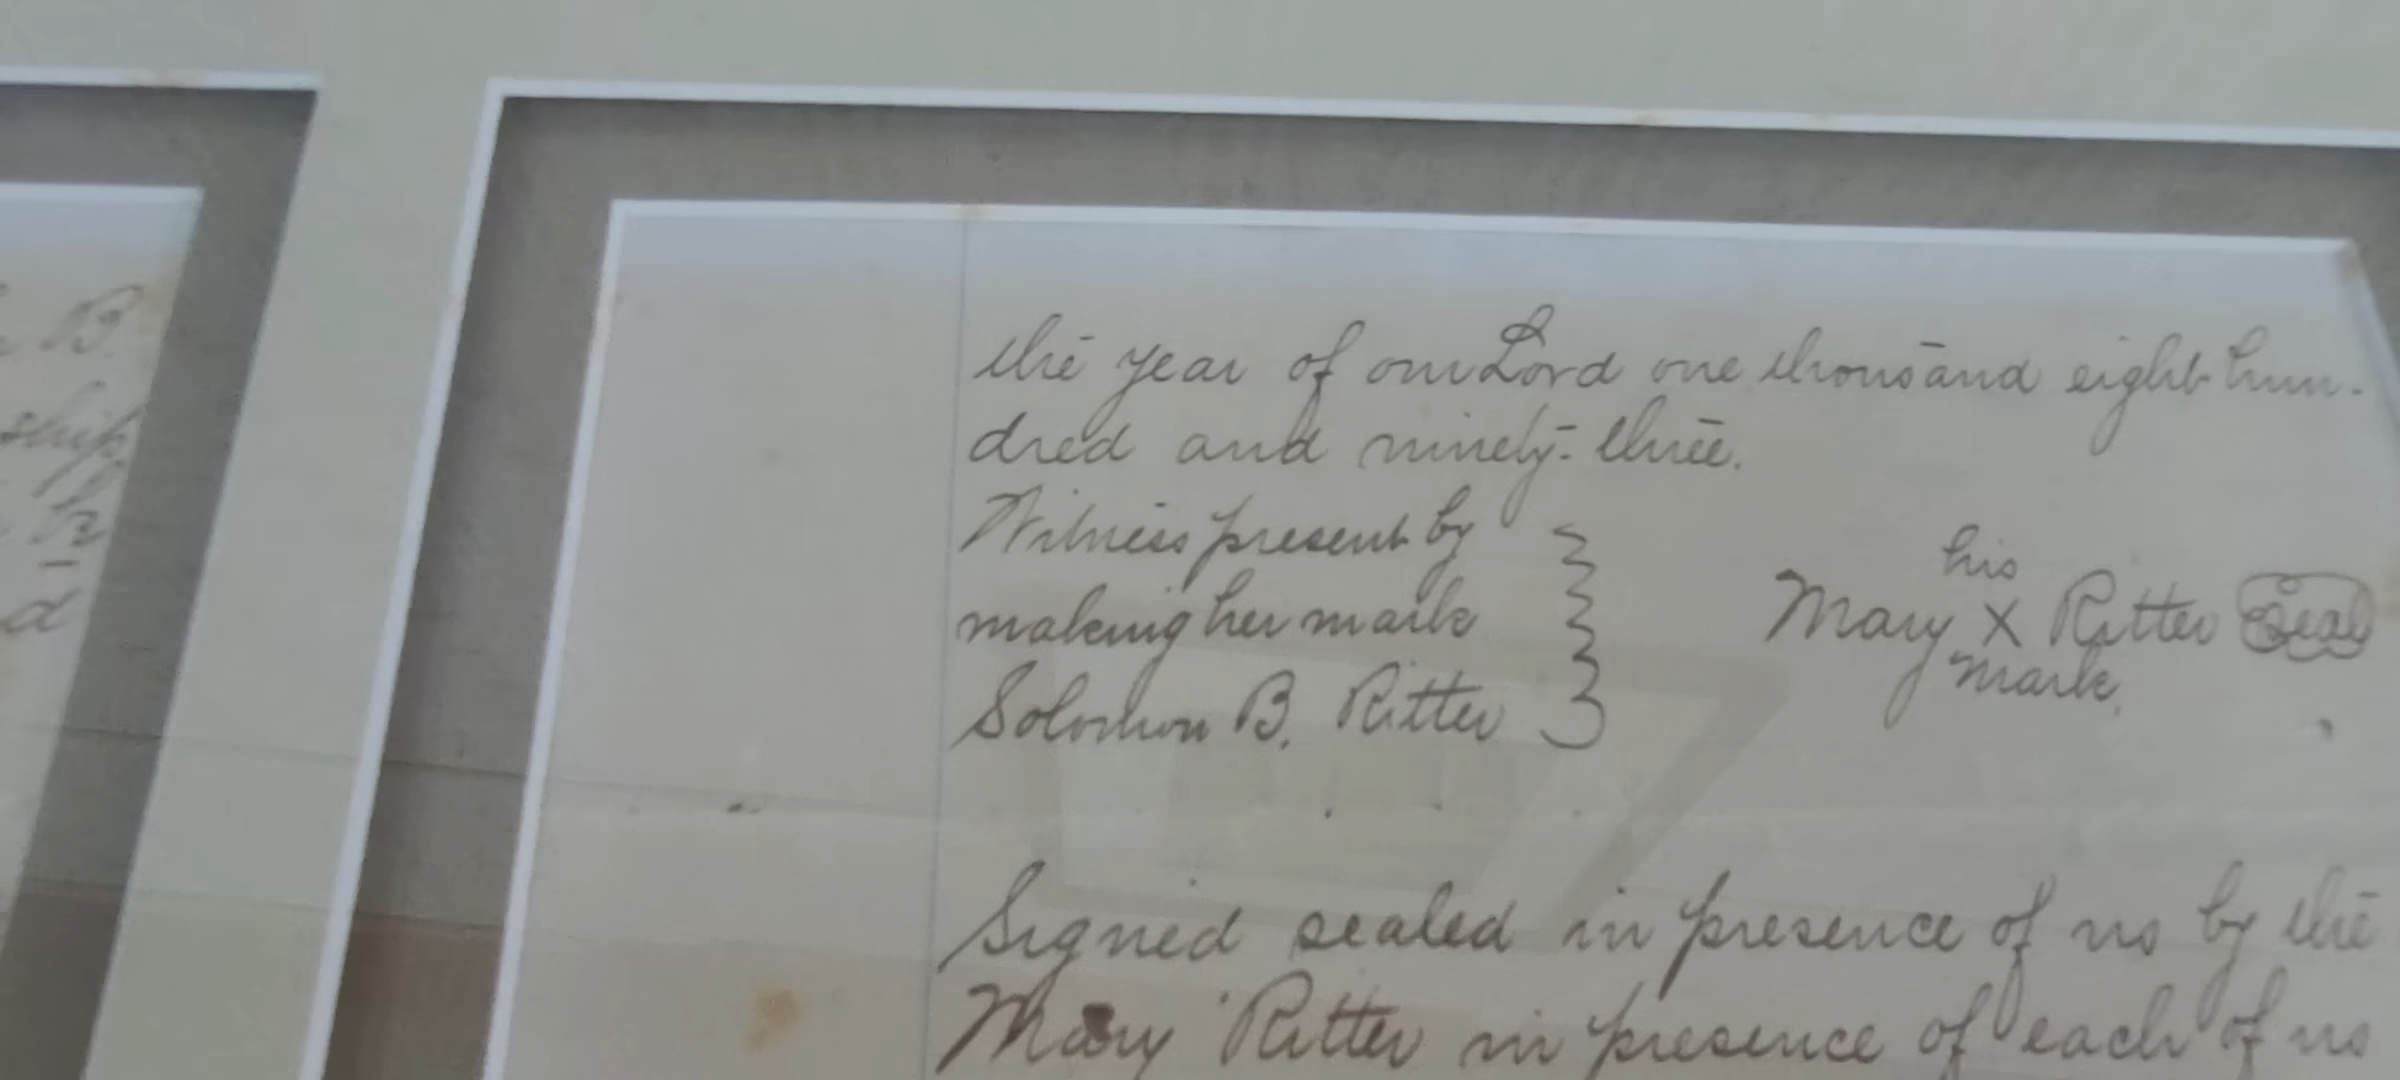 B.
ship
by
d
the year of our Lord one thousand eight hun-
dred and ninety-three.
Witness present by
making her mark
Solomon B. Ritter
his
Mary X Ritter Seal
mark.
Signed sealed in presence of us by the
Mary Ritter in presence of each of us